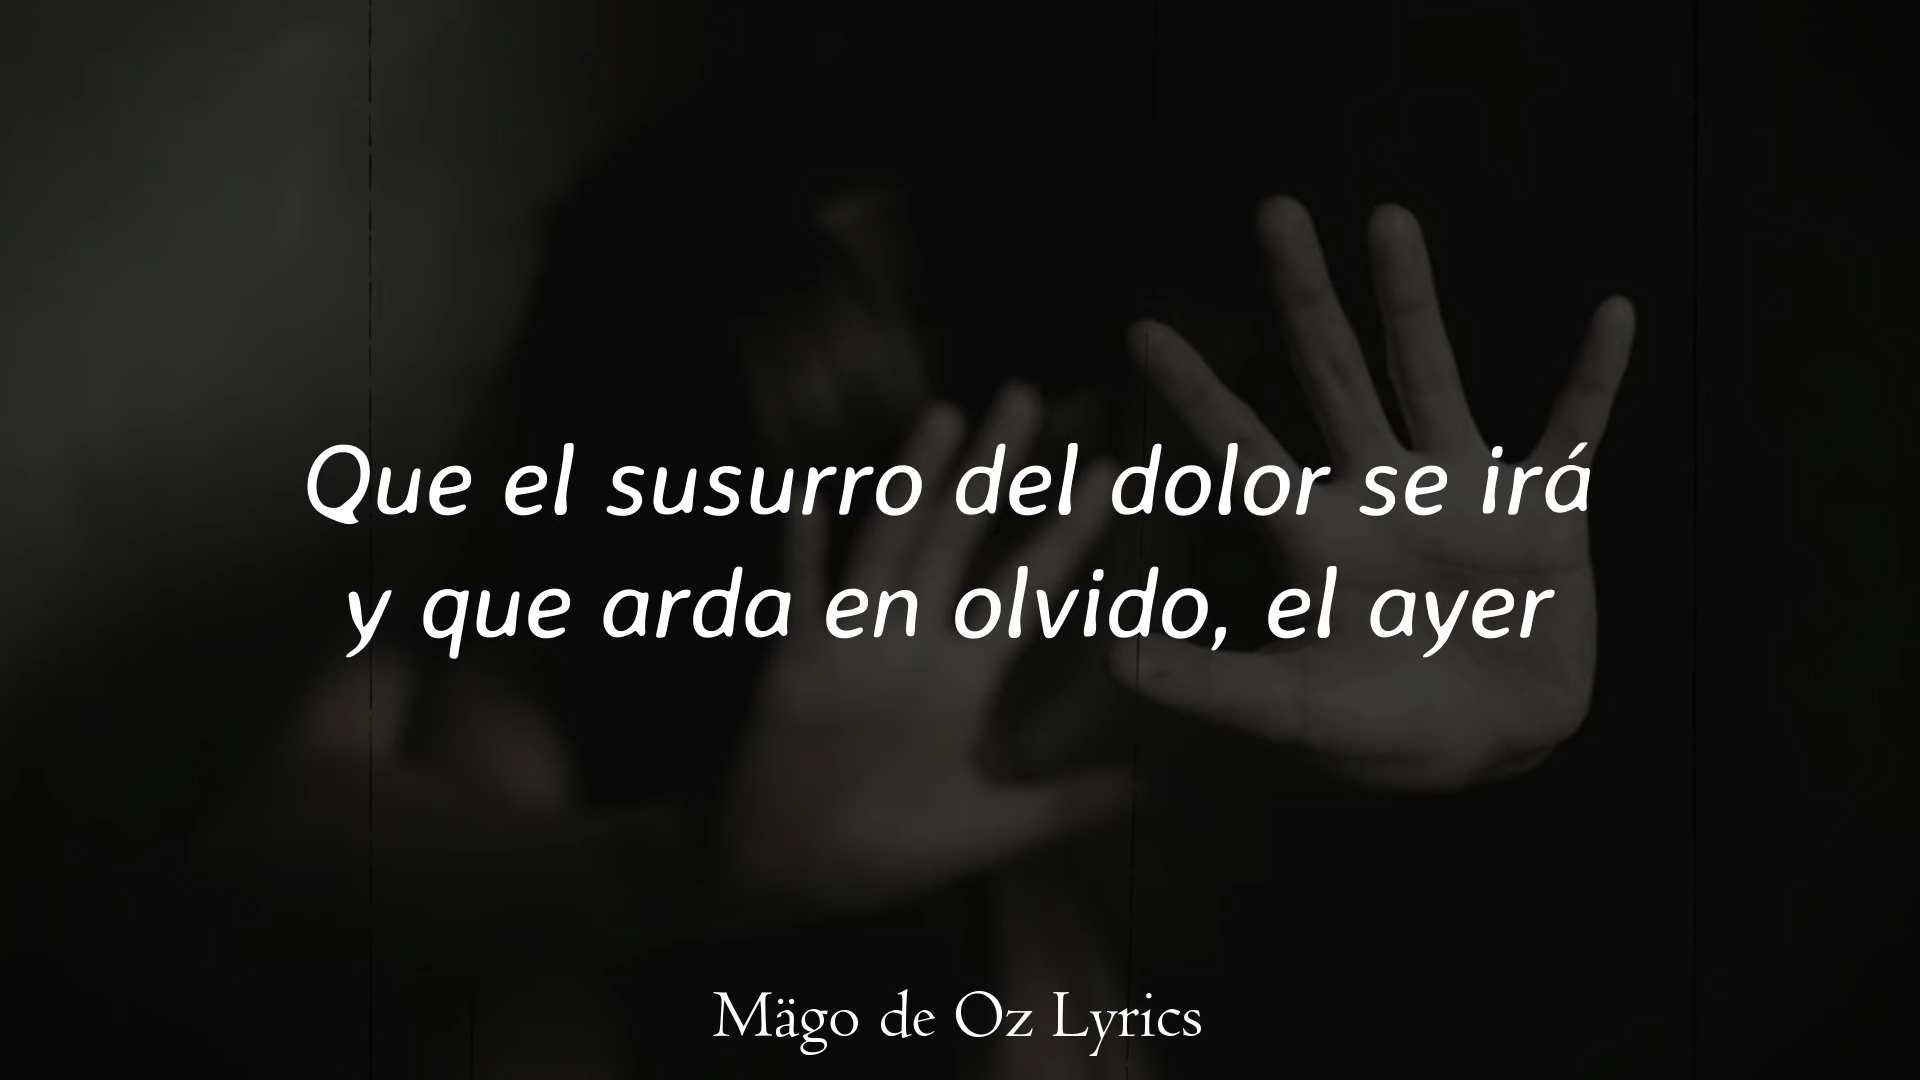 Que el susurro del dolor se irá
y que arda en olvido, el ayer
Mägo de Oz Lyrics